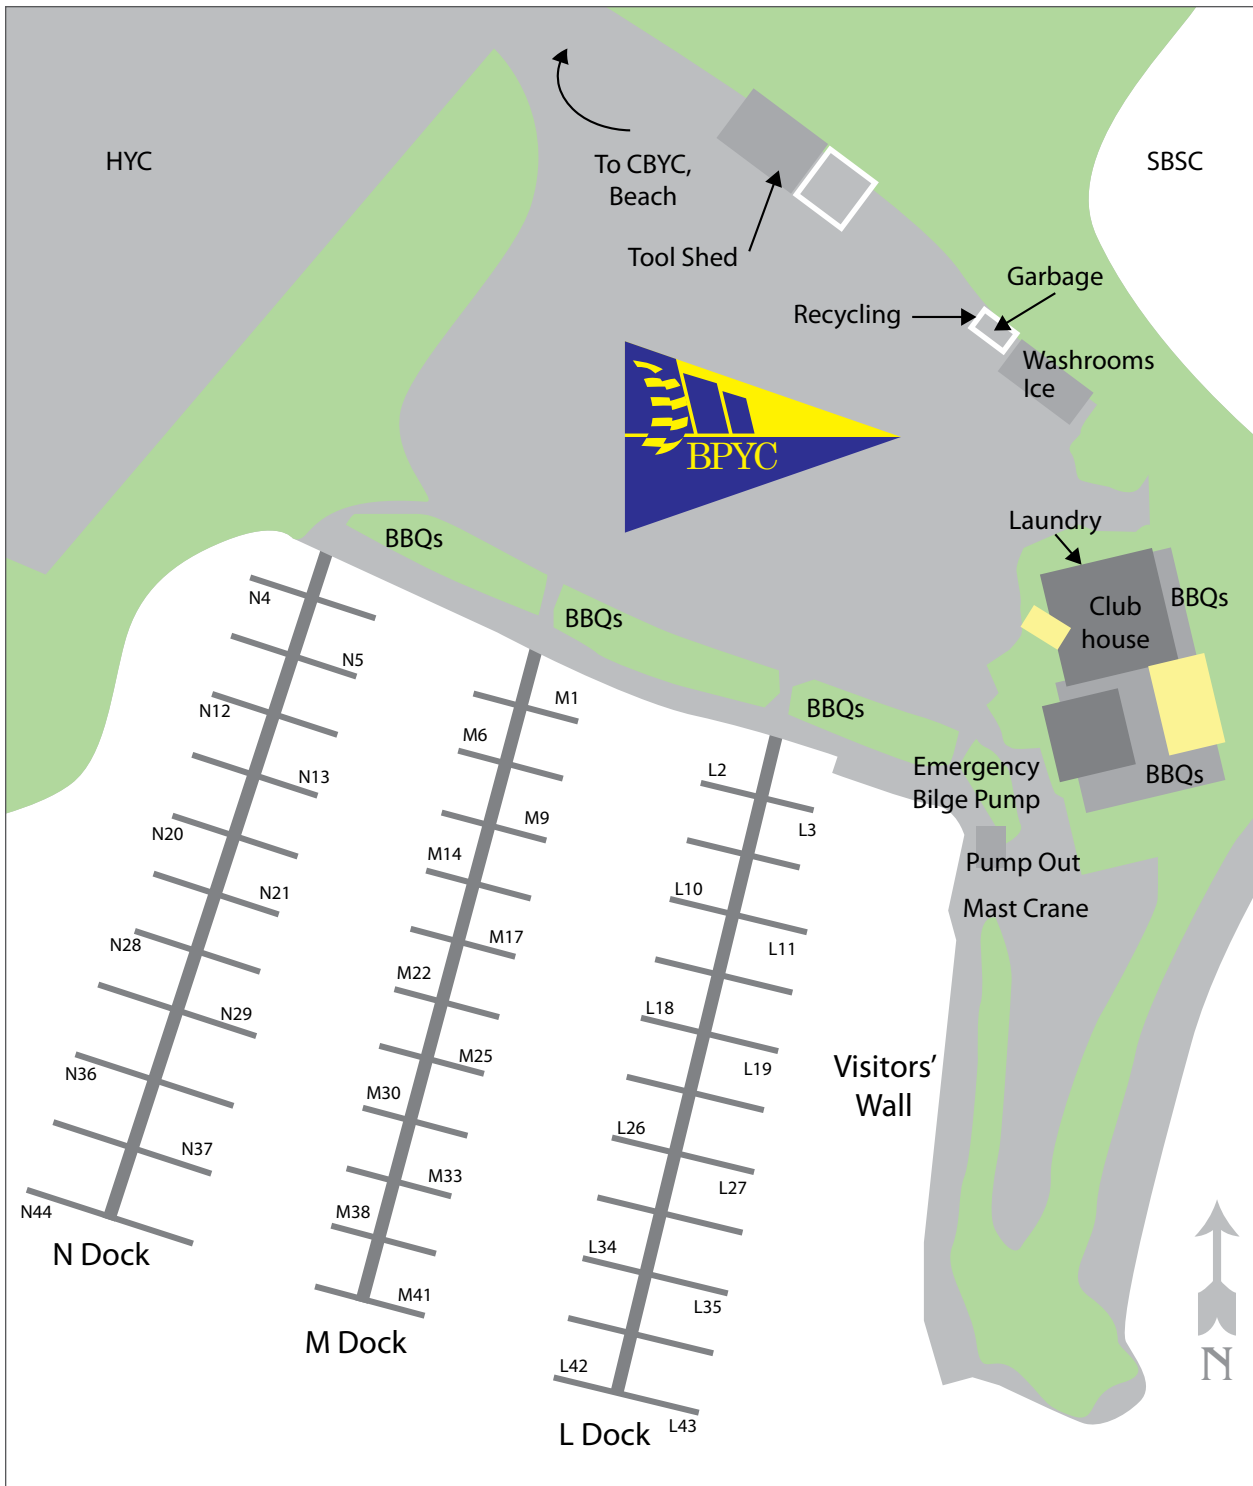 HYC
To CBYC,
Beach
SBSC
Tool Shed
Garbage
Recycling
Washrooms
Ice
BPYC
Laundry
BBQs
BBQs
BBQs
Club
house
BBQs
BBQs
Emergency
Bilge Pump
Pump Out
Mast Crane
Visitors'
Wall
N4
N5
N12
N13
N20
N21
N28
N29
N36
N37
N44
N Dock
M1
M6
M9
M14
M17
M22
M25
M30
M33
M38
M41
M Dock
L2
L3
L10
L11
L18
L19
L26
L27
L34
L35
L42
L43
L Dock
N